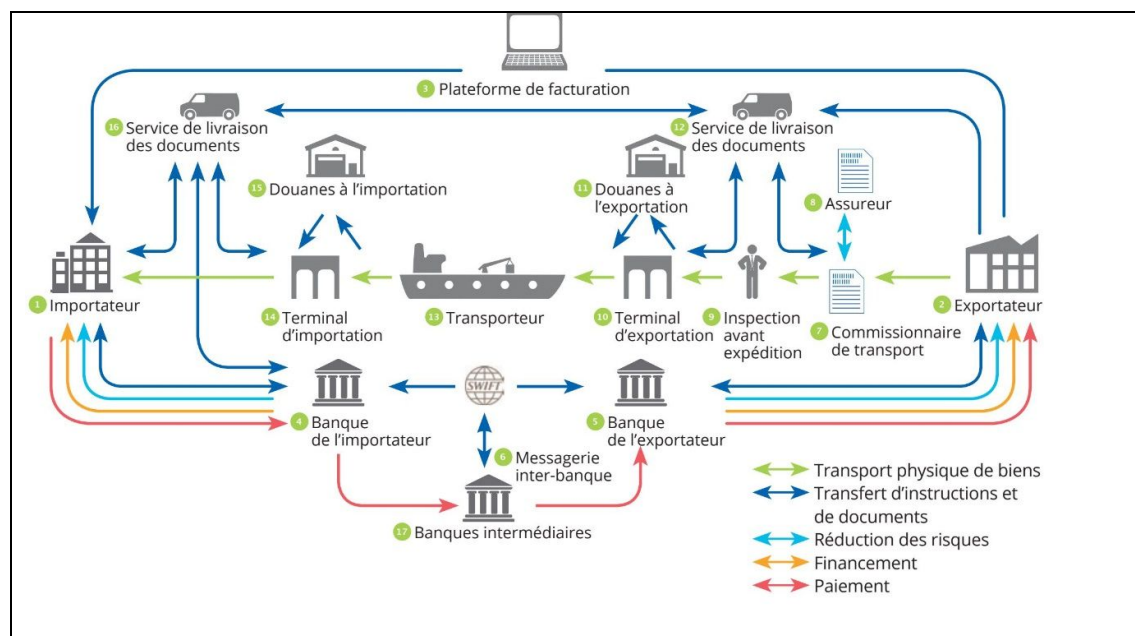 3 Plateforme de facturation
16 Service de livraison
des documents
12 Service de livraison
des documents
15 Douanes à l’importation
11 Douanes à
l’exportation
8 Assureur
1 Importateur
14 Terminal
d’importation
13 Transporteur
10 Terminal
d’exportation
9 Inspection
avant
expédition
7 Commissionnaire
de transport
2 Exportateur
SWIFT
4 Banque
de l’importateur
5 Banque
de l’exportateur
6 Messagerie
inter-banque
17 Banques intermédiaires
Transport physique de biens
Transfert d’instructions et
de documents
Réduction des risques
Financement
Paiement